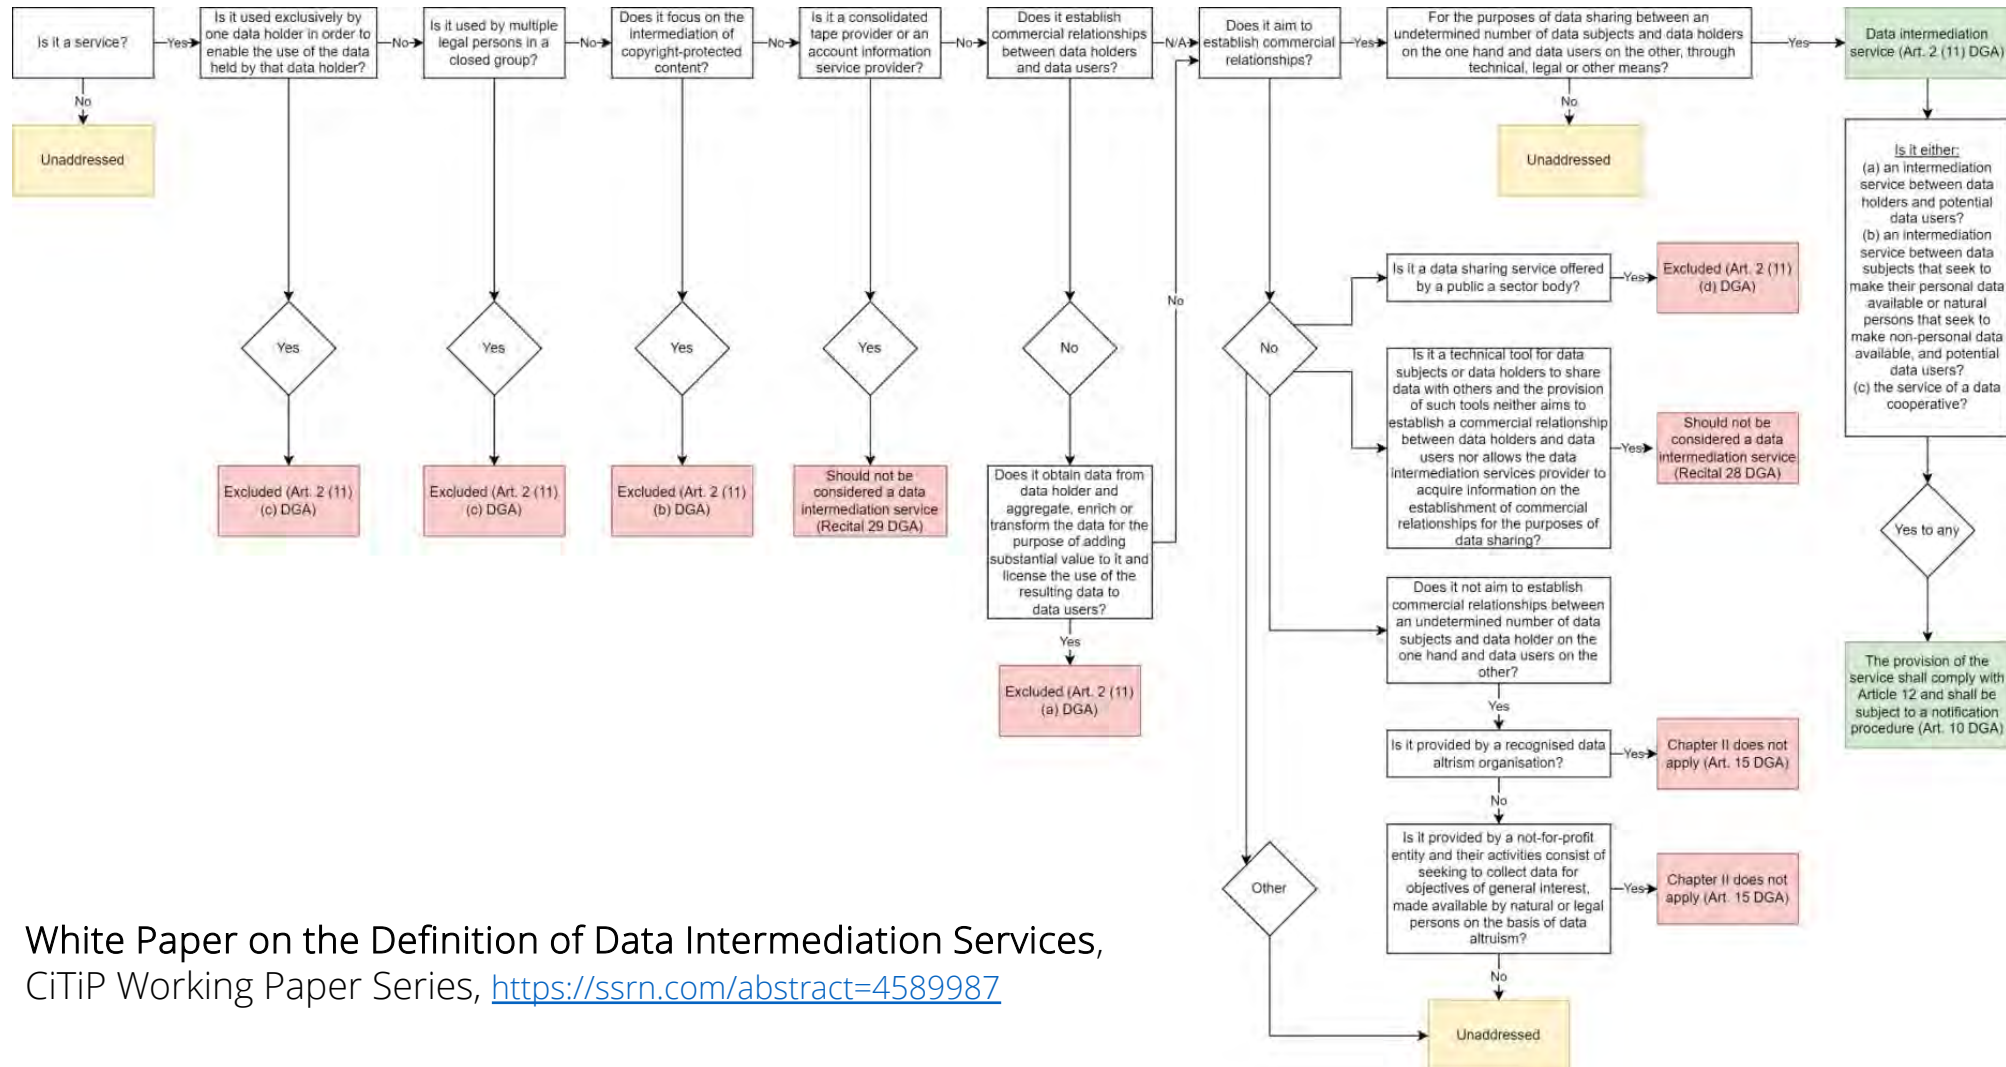 Is it a service?
Yes
No
Unaddressed
Is it used exclusively by
one data holder in order to
enable the use of the data
held by that data holder?
No
Yes
Excluded (Art. 2 (11)
(c) DGA)
Is it used by multiple
legal persons in a
closed group?
No
Yes
Excluded (Art. 2 (11)
(c) DGA)
Does it focus on the
intermediation of
copyright-protected
content?
No
Yes
Excluded (Art. 2 (11)
(b) DGA)
Is it a consolidated
tape provider or an
account information
service provider?
No
Yes
Should not be
considered a data
intermediation service
(Recital 29 DGA)
Does it establish
commercial relationships
between data holders
and data users?
N/A
No
Does it obtain data from
data holder and
aggregate, enrich or
transform the data for the
purpose of adding
substantial value to it and
license the use of the
resulting data to
data users?
No
Yes
Excluded (Art. 2 (11)
(a) DGA)
Does it aim to
establish commercial
relationships?
Yes
No
Other
For the purposes of data sharing between an
undetermined number of data subjects and data holders
on the one hand and data users on the other, through
technical, legal or other means?
Yes
No
Unaddressed
Is it a data sharing service offered
by a public a sector body?
Yes
Excluded (Art. 2 (11)
(d) DGA)
Is it a technical tool for data
subjects or data holders to share
data with others and the provision
of such tools neither aims to
establish a commercial relationship
between data holders and data
users nor allows the data
intermediation services provider to
acquire information on the
establishment of commercial
relationships for the purposes of
data sharing?
Yes
Should not be
considered a data
intermediation service
(Recital 28 DGA)
Does it not aim to establish
commercial relationships between
an undetermined number of data
subjects and data holder on the
one hand and data users on the
other?
Yes
Is it provided by a recognised data
altrism organisation?
Yes
Chapter II does not
apply (Art. 15 DGA)
No
Is it provided by a not-for-profit
entity and their activities consist of
seeking to collect data for
objectives of general interest,
made available by natural or legal
persons on the basis of data
altruism?
Yes
Chapter II does not
apply (Art. 15 DGA)
No
Unaddressed
Data intermediation
service (Art. 2 (11) DGA)
Is it either:
(a) an intermediation
service between data
holders and potential
data users?
(b) an intermediation
service between data
subjects that seek to
make their personal data
available or natural
persons that seek to
make non-personal data
available, and potential
data users?
(c) the service of a data
cooperative?
Yes to any
The provision of the
service shall comply with
Article 12 and shall be
subject to a notification
procedure (Art. 10 DGA)
White Paper on the Definition of Data Intermediation Services,
CiTiP Working Paper Series, https://ssrn.com/abstract=4589987